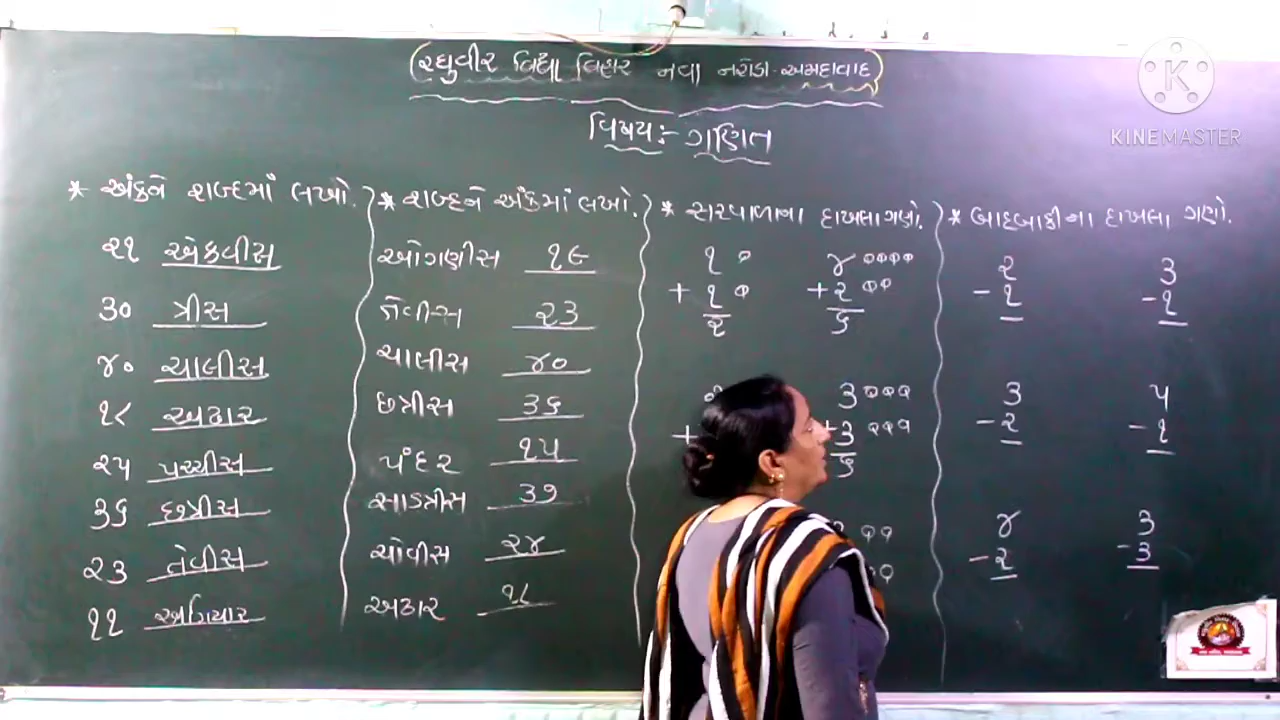 રઘુવીર વિદ્યા વિહાર નવા નરોડા-અમદાવાદ
વિષય:- ગણિત
* અંકને શબ્દમાં લખો.
૨૧ એકવીસ
૩૦ ત્રીસ
૪૦ ચાલીસ
૧૮ અઢાર
૨૫ પચ્ચીસ
૩૬ છત્રીસ
૨૩ તેવીસ
૧૧ અગિયાર
* શબ્દને અંકમાં લખો.
ઓગણીસ ૧૯
તેવીસ ૨૩
ચાલીસ ૪૦
છત્રીસ ૩૬
પંદર ૧૫
સાડત્રીસ ૩૭
ચોવીસ ૨૪
અઢાર ૧૮
* સરવાળાના દાખલા ગણો.
૧ ૪
+ ૧ + ૨
૨ ૬
૩
+ ૩
૬
* બાદબાકીના દાખલા ગણો.
૨ ૩
- ૧ - ૧
૩ ૫
- ૨ - ૧
૪ ૩
- ૨ - ૩
KINEMASTER